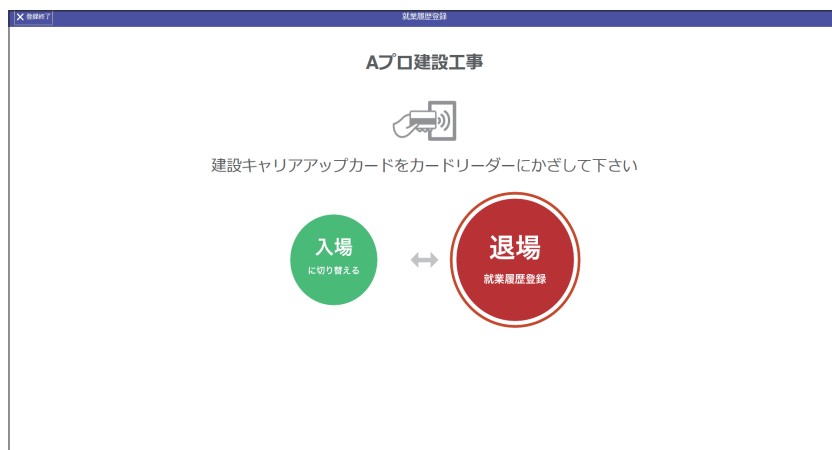 ✕ 登録終了
就業履歴登録
Aプロ建設工事
建設キャリアアップカードをカードリーダーにかざして下さい
入場
に切り替える
退場
就業履歴登録